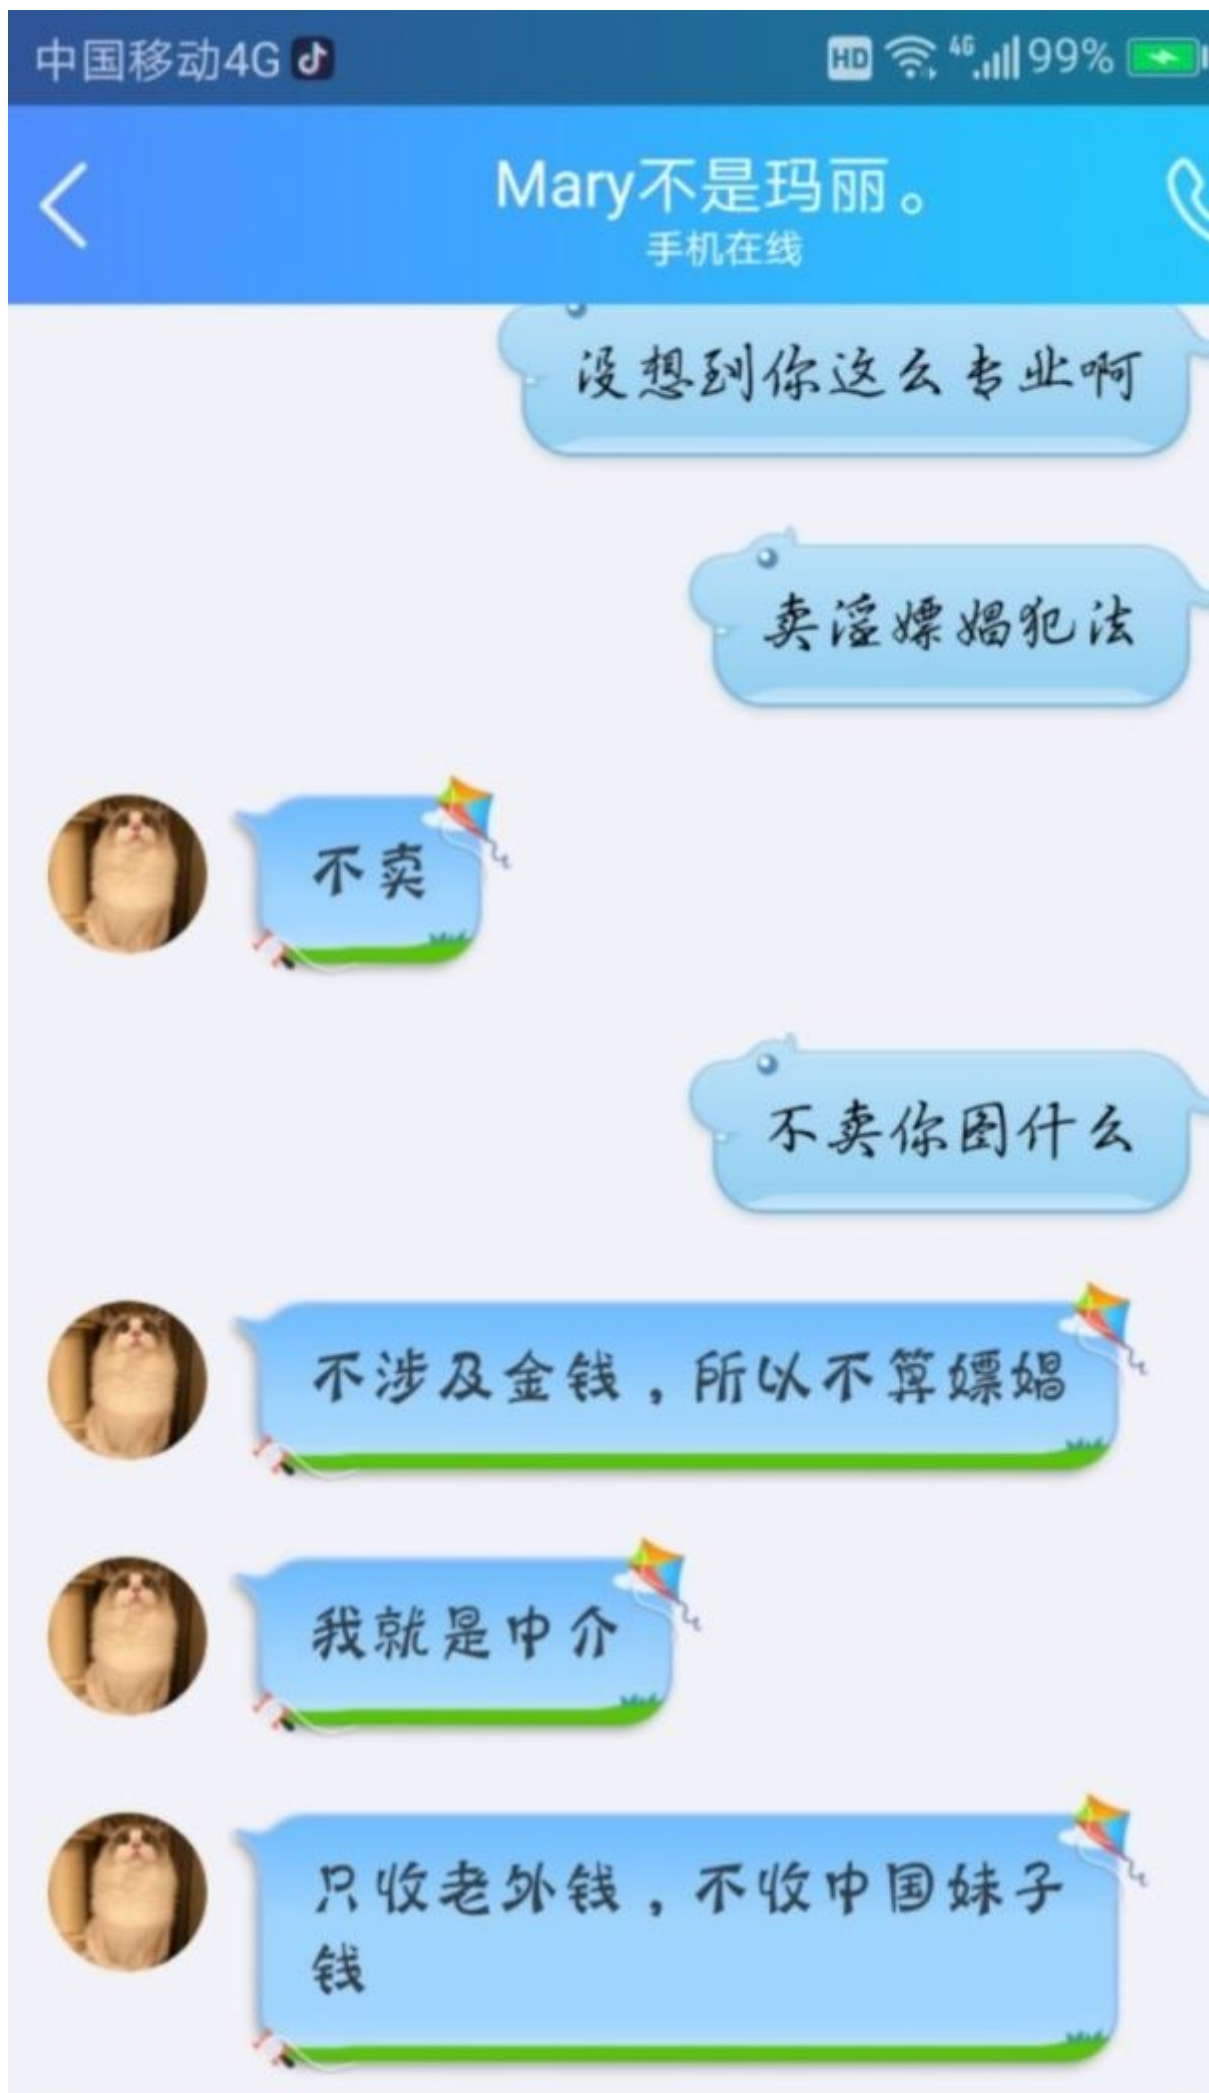 中国移动4G
HD 4G 99%
Mary不是玛丽。
手机在线
没想到你这么专业啊
卖淫嫖娼犯法
不卖
不卖你图什么
不涉及金钱，所以不算嫖娼
我就是中介
只收老外钱，不收中国妹子
钱